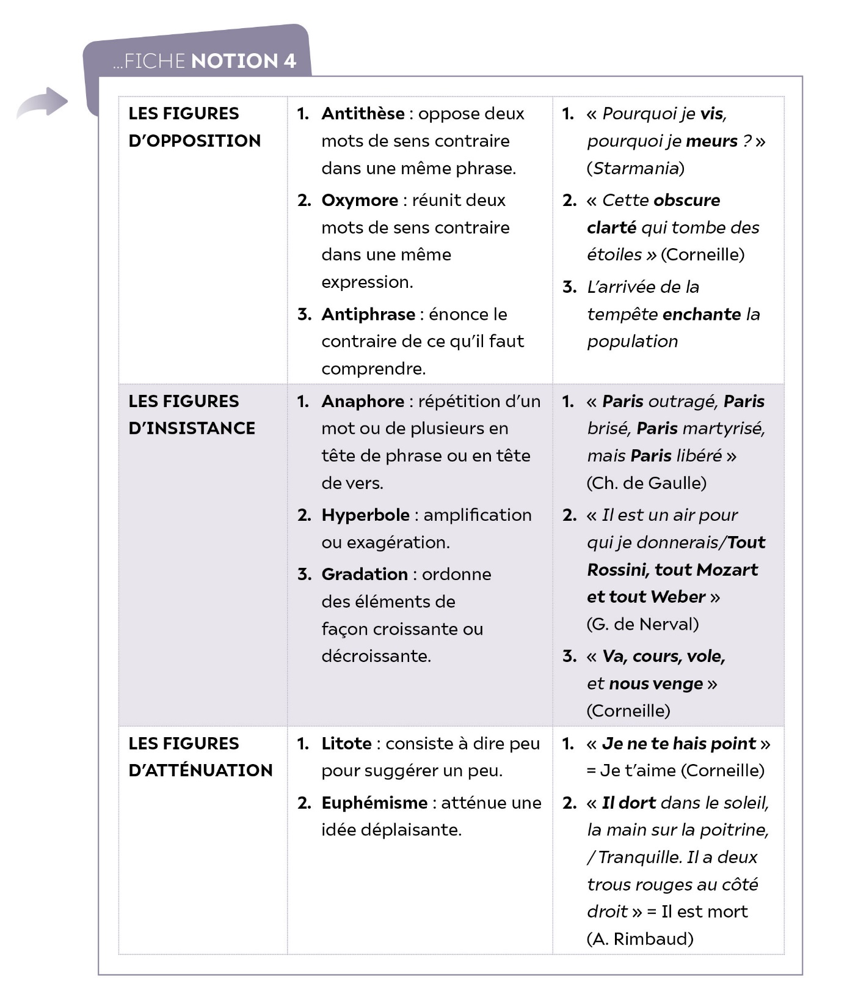 ...FICHE NOTION 4
LES FIGURES
D'OPPOSITION
1. Antithèse : oppose deux
mots de sens contraire
dans une même phrase.
2. Oxymore : réunit deux
mots de sens contraire
dans une même
expression.
3. Antiphrase : énonce le
contraire de ce qu'il faut
comprendre.
1. « Pourquoi je vis,
pourquoi je meurs ? »
(Starmania)
2. « Cette obscure
clarté qui tombe des
étoiles » (Corneille)
3. L'arrivée de la
tempête enchante la
population
LES FIGURES
D'INSISTANCE
1. Anaphore : répétition d'un
mot ou de plusieurs en
tête de phrase ou en tête
de vers.
2. Hyperbole : amplification
ou exagération.
3. Gradation : ordonne
des éléments de
façon croissante ou
décroissante.
1. « Paris outragé, Paris
brisé, Paris martyrisé,
mais Paris libéré »
(Ch. de Gaulle)
2. « Il est un air pour
qui je donnerais/Tout
Rossini, tout Mozart
et tout Weber »
(G. de Nerval)
3. « Va, cours, vole,
et nous venge »
(Corneille)
LES FIGURES
D'ATTÉNUATION
1. Litote : consiste à dire peu
pour suggérer un peu.
2. Euphémisme : atténue une
idée déplaisante.
1. « Je ne te hais point »
= Je t'aime (Corneille)
2. « Il dort dans le soleil,
la main sur la poitrine,
/ Tranquille. Il a deux
trous rouges au côté
droit » = Il est mort
(A. Rimbaud)